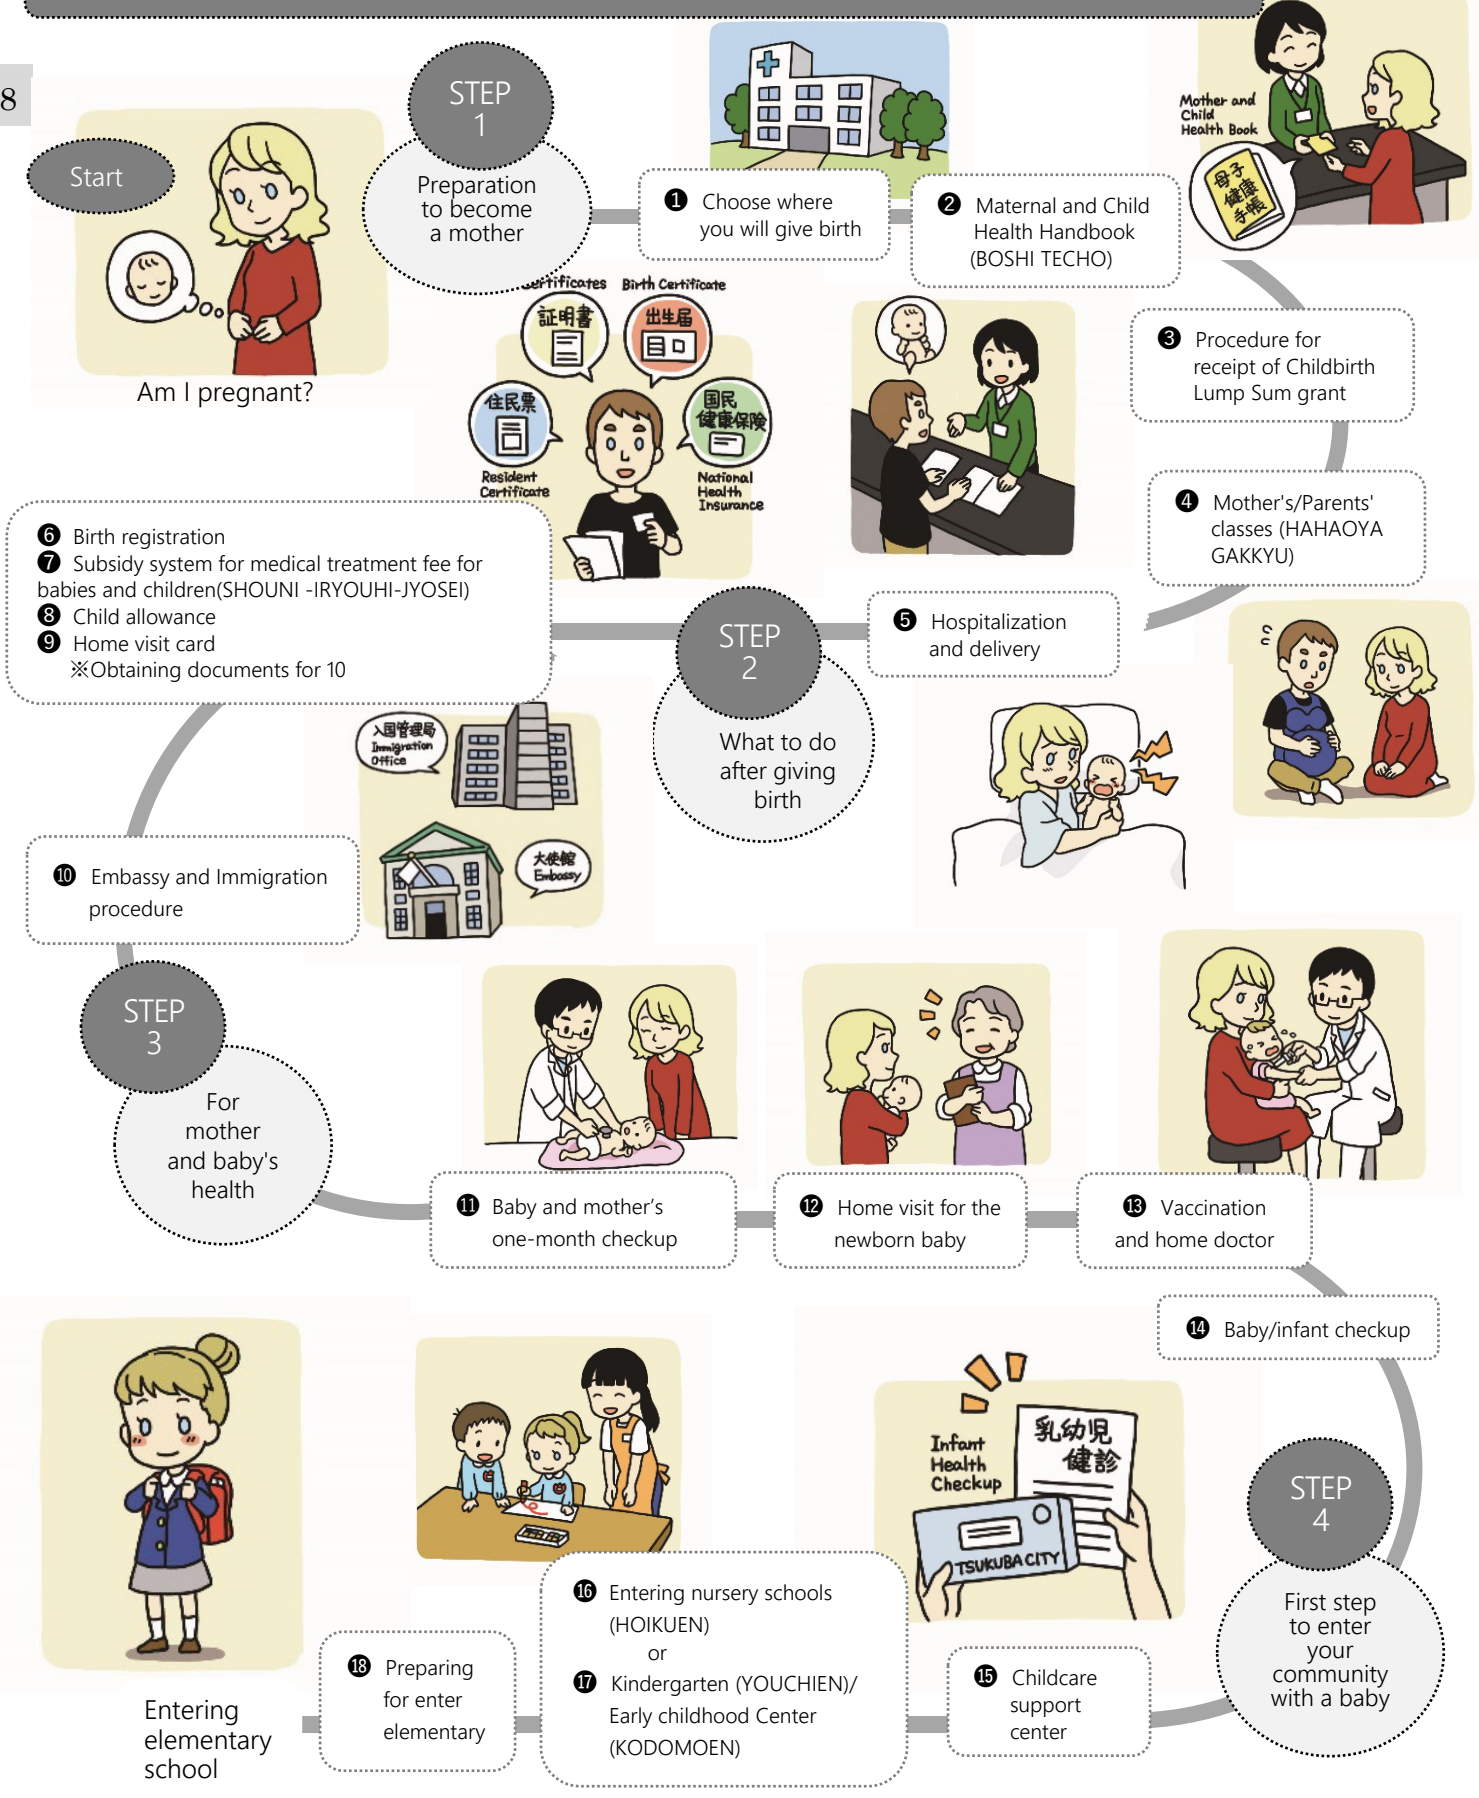 8
Start
Am I pregnant?
STEP
1
Preparation
to become
a mother
❶ Choose where
you will give birth
❷ Maternal and Child
Health Handbook
(BOSHI TECHO)
Mother and
Child
Health Book
母子
健康
手帳
❸ Procedure for
receipt of Childbirth
Lump Sum grant
❹ Mother's/Parents'
classes (HAHAOYA
GAKKYU)
❺ Hospitalization
and delivery
STEP
2
What to do
after giving
birth
Birth Certificate
証明書
出生届
住民票
国民
健康保険
Resident
Certificate
National
Health
Insurance
❻ Birth registration
❼ Subsidy system for medical treatment fee for
babies and children(SHOUNI -IRYOUHI-JYOSEI)
❽ Child allowance
❾ Home visit card
※Obtaining documents for 10
入国管理局
Immigration
Office
大使館
Embassy
❿ Embassy and Immigration
procedure
STEP
3
For
mother
and baby's
health
⓫ Baby and mother’s
one-month checkup
⓬ Home visit for the
newborn baby
⓭ Vaccination
and home doctor
⓮ Baby/infant checkup
Infant
Health
Checkup
乳幼児
健診
TSUKUBA CITY
STEP
4
First step
to enter
your
community
with a baby
⓯ Childcare
support
center
⓰ Entering nursery schools
(HOIKUEN)
or
⓱ Kindergarten (YOUCHIEN)/
Early childhood Center
(KODOMOEN)
⓲ Preparing
for enter
elementary
Entering
elementary
school